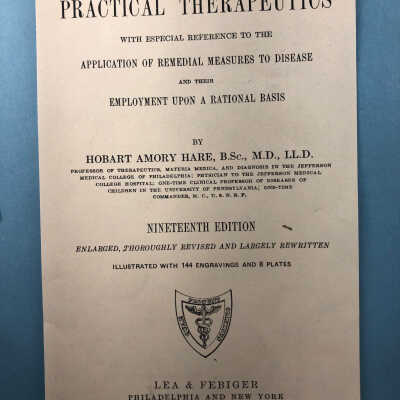 PRACTICAL THERAPEUTICS
WITH ESPECIAL REFERENCE TO THE
APPLICATION OF REMEDIAL MEASURES TO DISEASE
AND THEIR
EMPLOYMENT UPON A RATIONAL BASIS
BY
HOBART AMORY HARE, B.Sc., M.D., LL.D.
PROFESSOR OF THERAPEUTICS, MATERIA MEDICA, AND DIAGNOSIS IN THE JEFFERSON
MEDICAL COLLEGE OF PHILADELPHIA; PHYSICIAN TO THE JEFFERSON MEDICAL
COLLEGE HOSPITAL; ONE-TIME CLINICAL PROFESSOR OF DISEASES OF
CHILDREN IN THE UNIVERSITY OF PENNSYLVANIA; ONE-TIME
COMMANDER, M. C., U. S. N. R. F.
NINETEENTH EDITION
ENLARGED, THOROUGHLY REVISED AND LARGELY REWRITTEN
ILLUSTRATED WITH 144 ENGRAVINGS AND 8 PLATES
LEA & FEBIGER
PHILADELPHIA AND NEW YORK